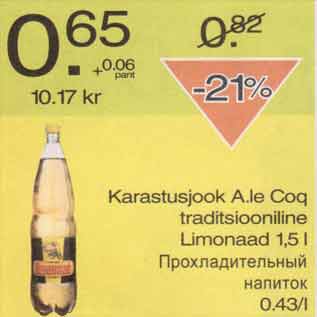 0.65
+0.06
pant
10.17 kr
0.82
-21%
Karastusjook A.le Coq
traditsiooniline
Limonaad 1,5 l
Прохладительный
напиток
0.43/l